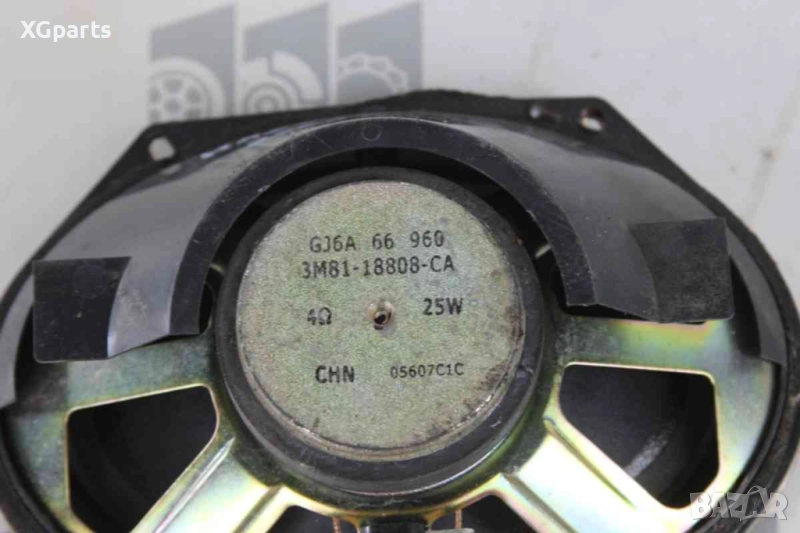 XGparts
GJ6A 66 960
3M81-18808-CA
4Ω 25W
CHN 05607C1C
BAZAR